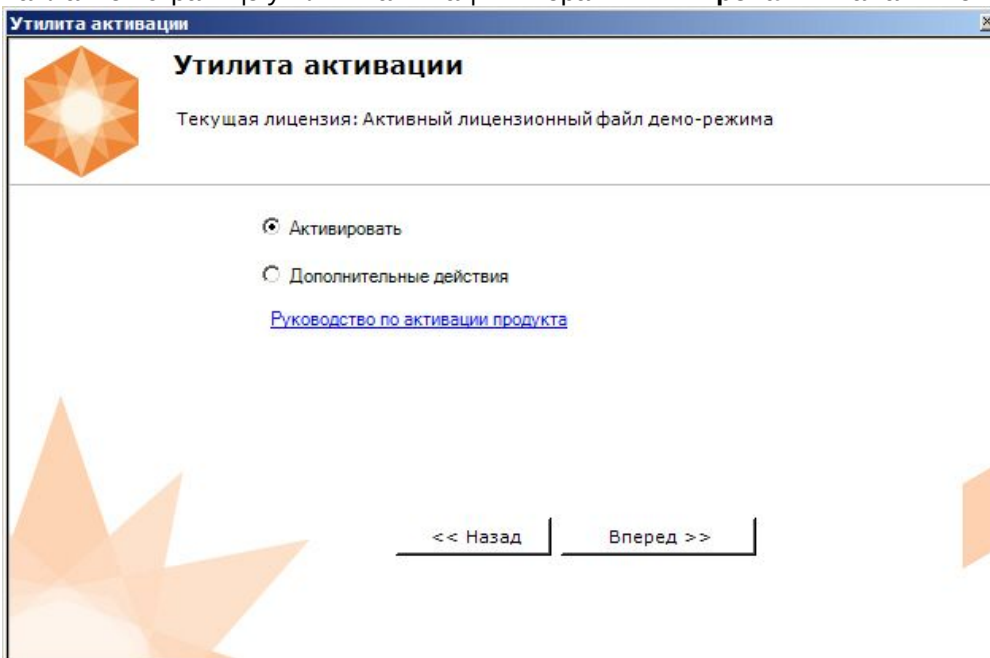 Утилита активации
Утилита активации
Текущая лицензия: Активный лицензионный файл демо-режима
Активировать
Дополнительные действия
Руководство по активации продукта
<< Назад
Вперед >>